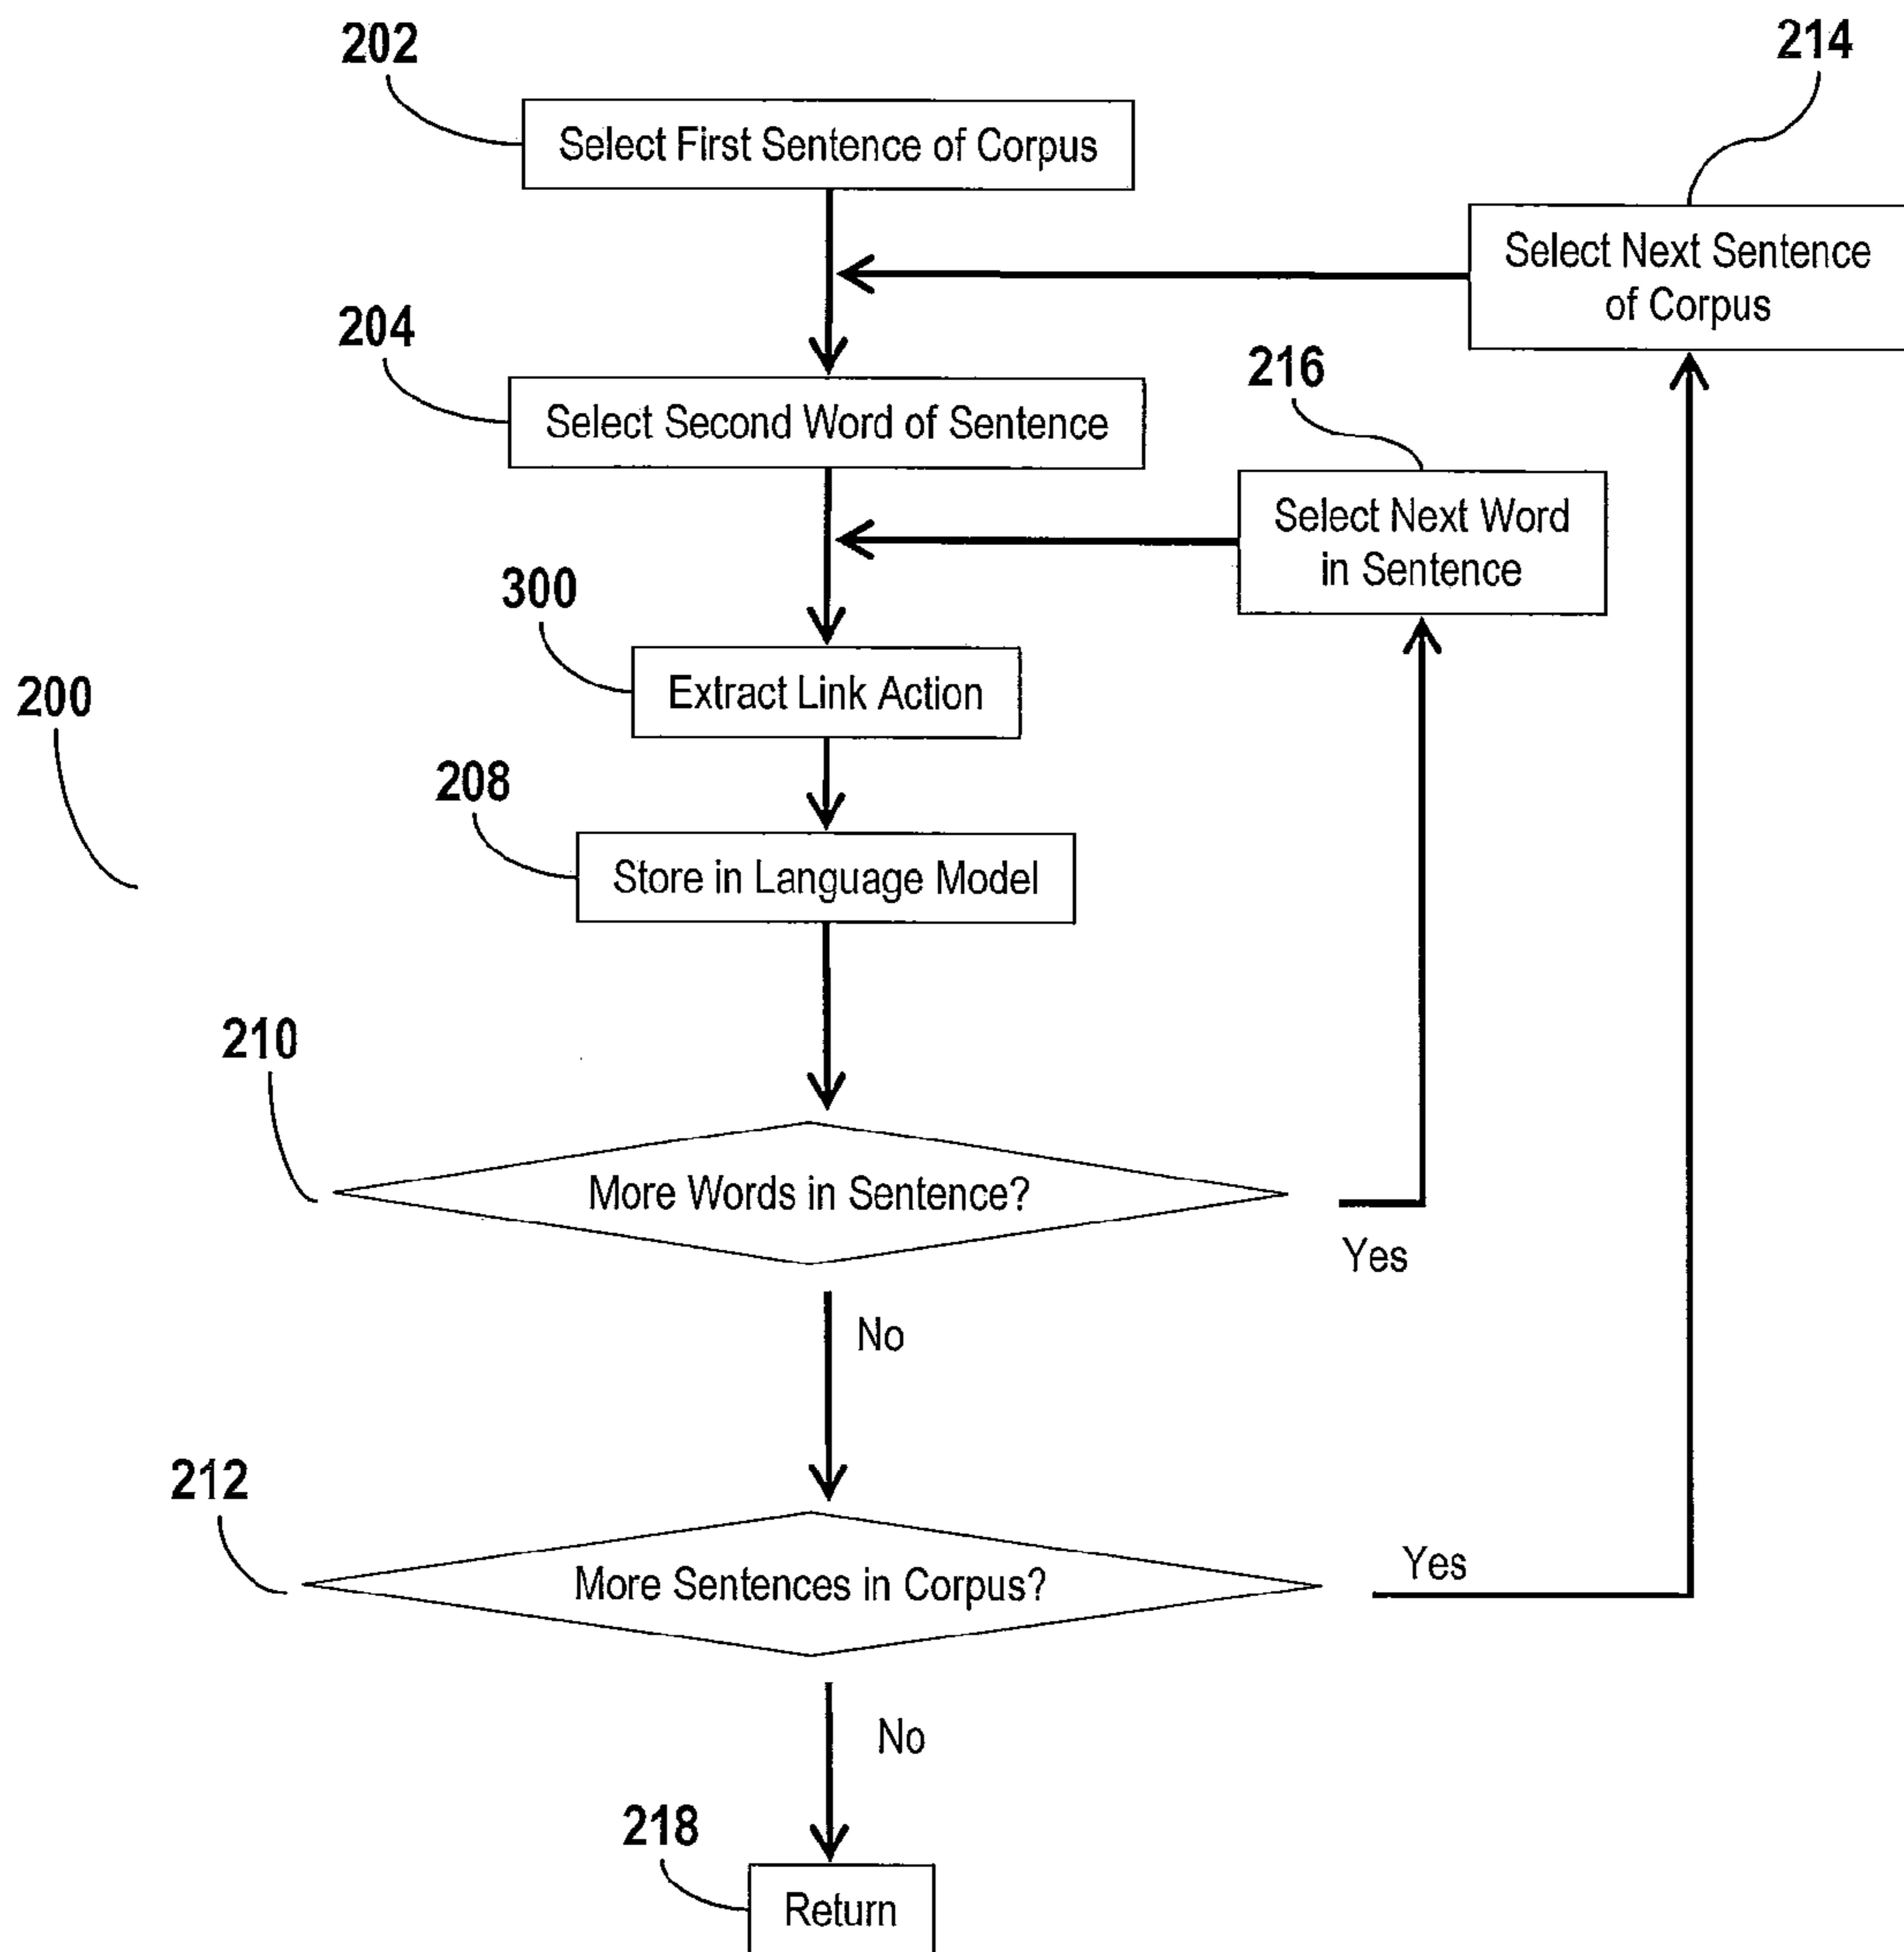 202
214
Select First Sentence of Corpus
Select Next Sentence
of Corpus
204
216
Select Second Word of Sentence
Select Next Word
in Sentence
300
Extract Link Action
200
208
Store in Language Model
210
More Words in Sentence?
Yes
No
212
More Sentences in Corpus?
Yes
No
218
Return